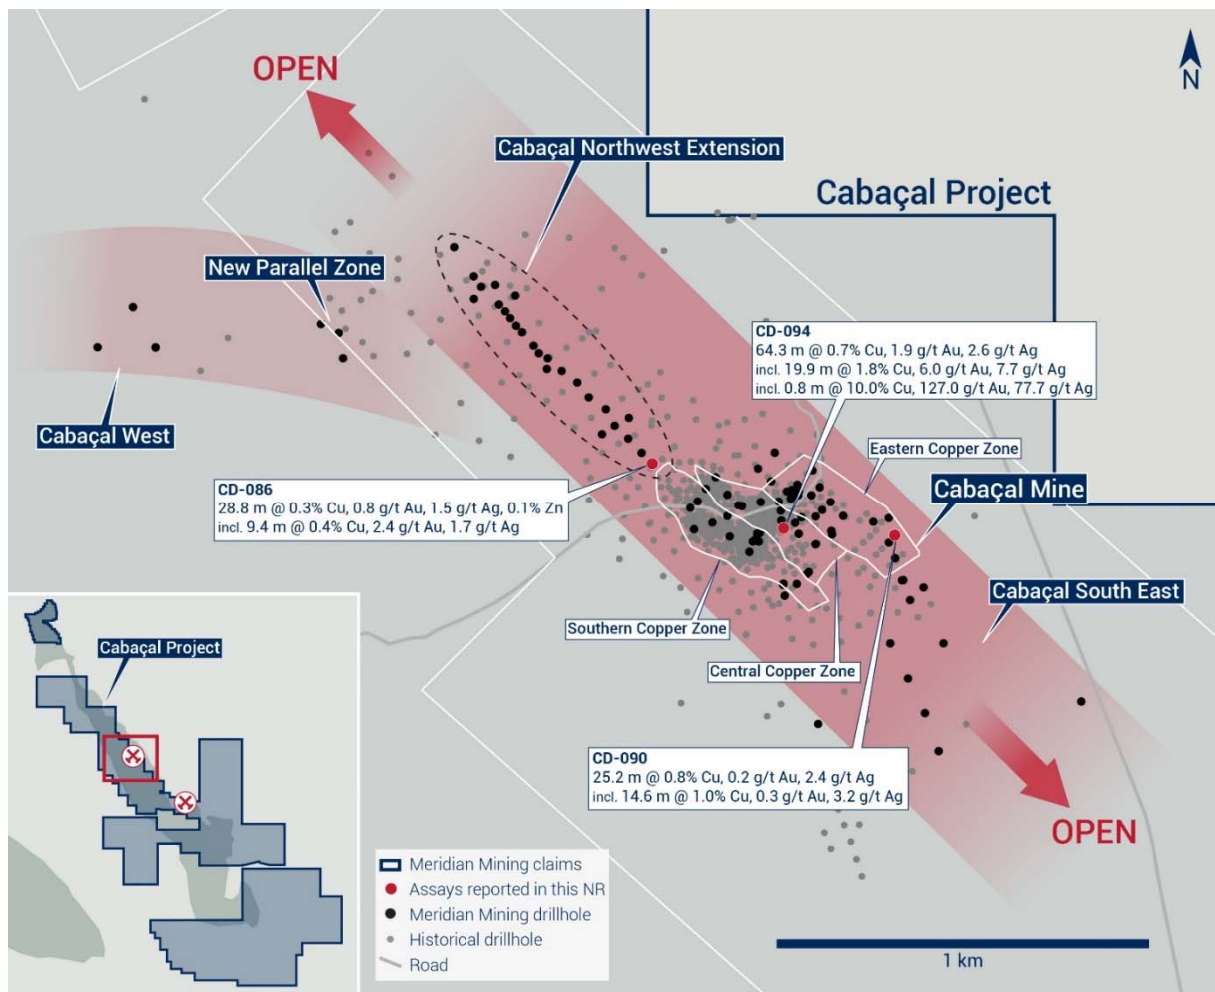 OPEN
N
Cabaçal Northwest Extension
Cabaçal Project
New Parallel Zone
CD-094
64.3 m @ 0.7% Cu, 1.9 g/t Au, 2.6 g/t Ag
incl. 19.9 m @ 1.8% Cu, 6.0 g/t Au, 7.7 g/t Ag
incl. 0.8 m @ 10.0% Cu, 127.0 g/t Au, 77.7 g/t Ag
Cabaçal West
Eastern Copper Zone
Cabaçal Mine
CD-086
28.8 m @ 0.3% Cu, 0.8 g/t Au, 1.5 g/t Ag, 0.1% Zn
incl. 9.4 m @ 0.4% Cu, 2.4 g/t Au, 1.7 g/t Ag
Cabaçal South East
Southern Copper Zone
Central Copper Zone
Cabaçal Project
CD-090
25.2 m @ 0.8% Cu, 0.2 g/t Au, 2.4 g/t Ag
incl. 14.6 m @ 1.0% Cu, 0.3 g/t Au, 3.2 g/t Ag
OPEN
Meridian Mining claims
Assays reported in this NR
Meridian Mining drillhole
Historical drillhole
Road
1 km